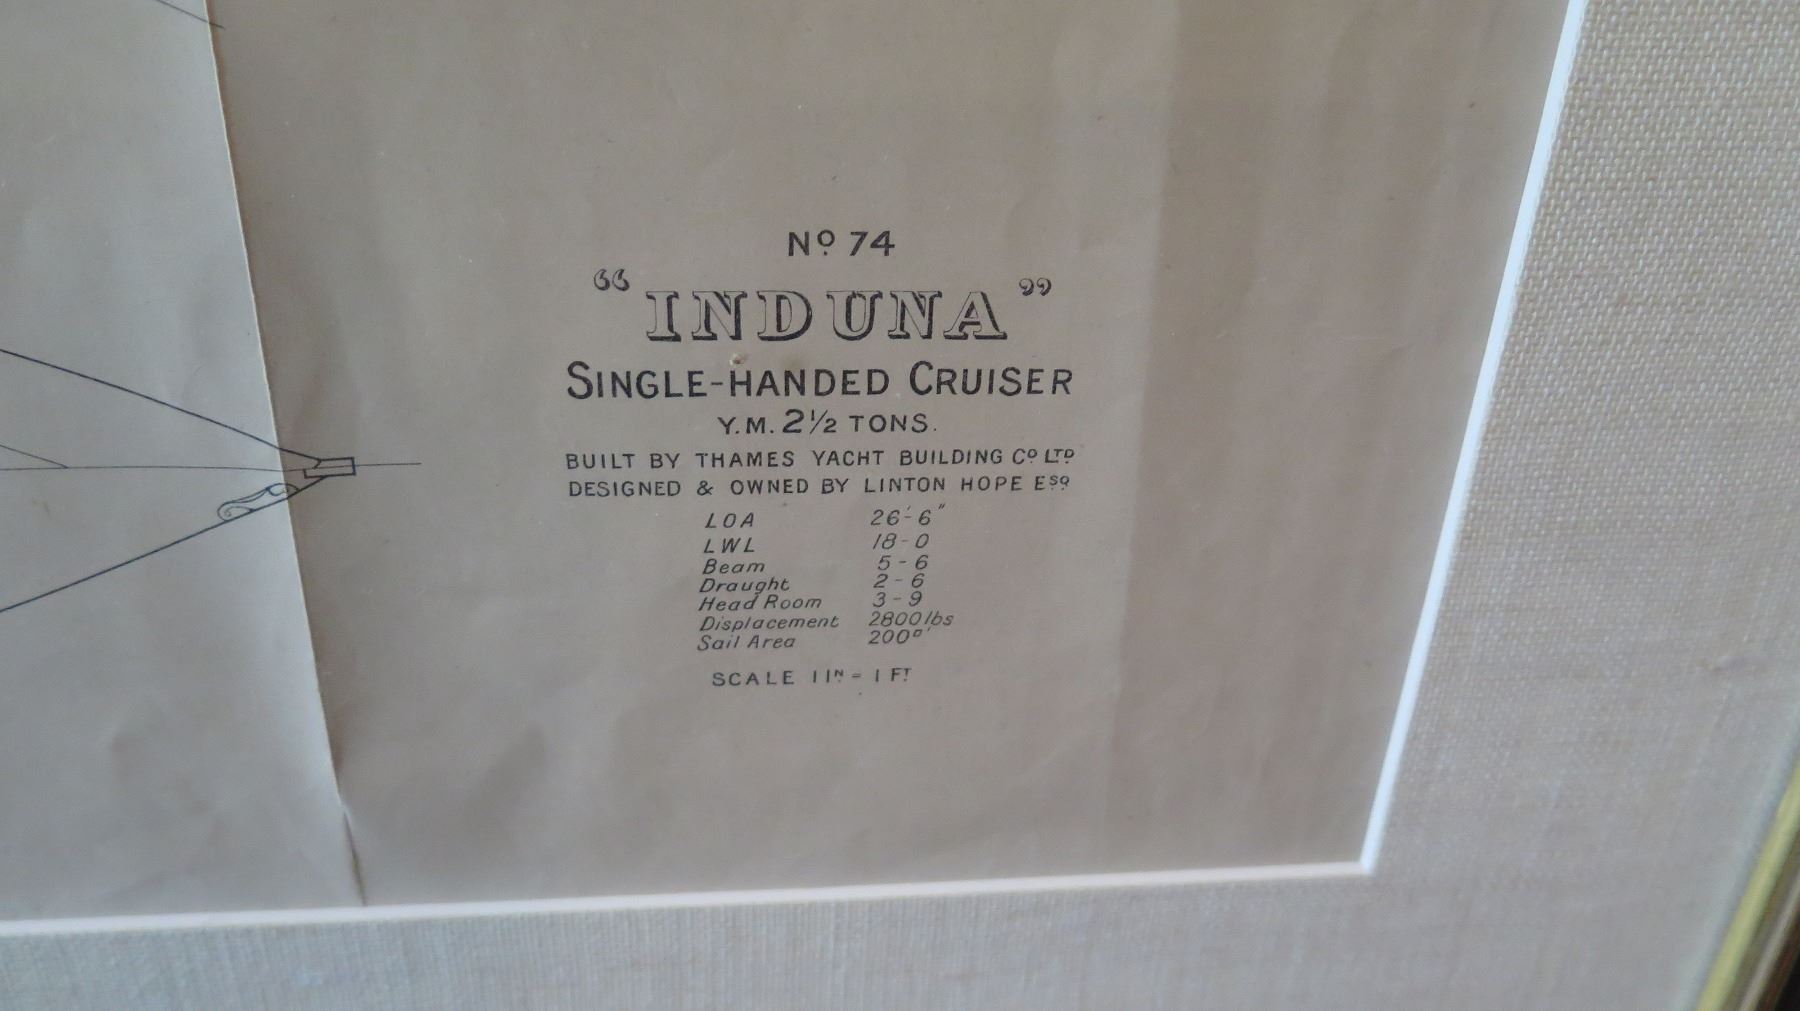 Nº 74
“INDUNA”
SINGLE-HANDED CRUISER
Y.M. 2½ TONS.
BUILT BY THAMES YACHT BUILDING Cº LTD
DESIGNED & OWNED BY LINTON HOPE ESQ
LOA 26'-6"
LWL 18-0
Beam 5-6
Draught 2-6
Head Room 3-9
Displacement 2800 lbs
Sail Area 200□'
SCALE 1 IN = 1 FT